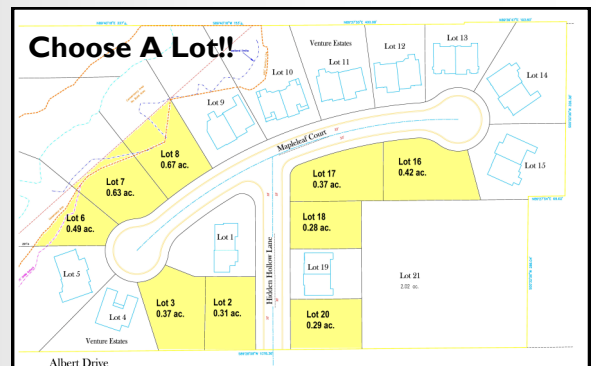 Choose A Lot!!
Venture Estates
Lot 13
Lot 12
Lot 11
Lot 10
Lot 14
Lot 9
Mapleleaf Court
Lot 8
0.67 ac.
Lot 7
0.63 ac.
Lot 6
0.49 ac.
Lot 17
0.37 ac.
Lot 16
0.42 ac.
Lot 15
Lot 18
0.28 ac.
Lot 1
Hidden Hollow Lane
Lot 19
Lot 21
2.02 ac.
Lot 5
Lot 4
Lot 3
0.37 ac.
Lot 2
0.31 ac.
Lot 20
0.29 ac.
Venture Estates
Albert Drive